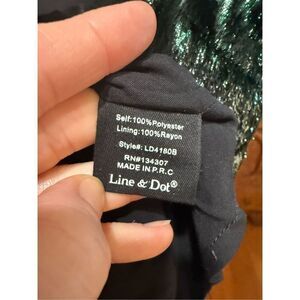 Self:100%Polyester
Lining:100%Rayon
Style#: LD4180B
RN#134307
MADE IN P.R.C
Line & Dot®